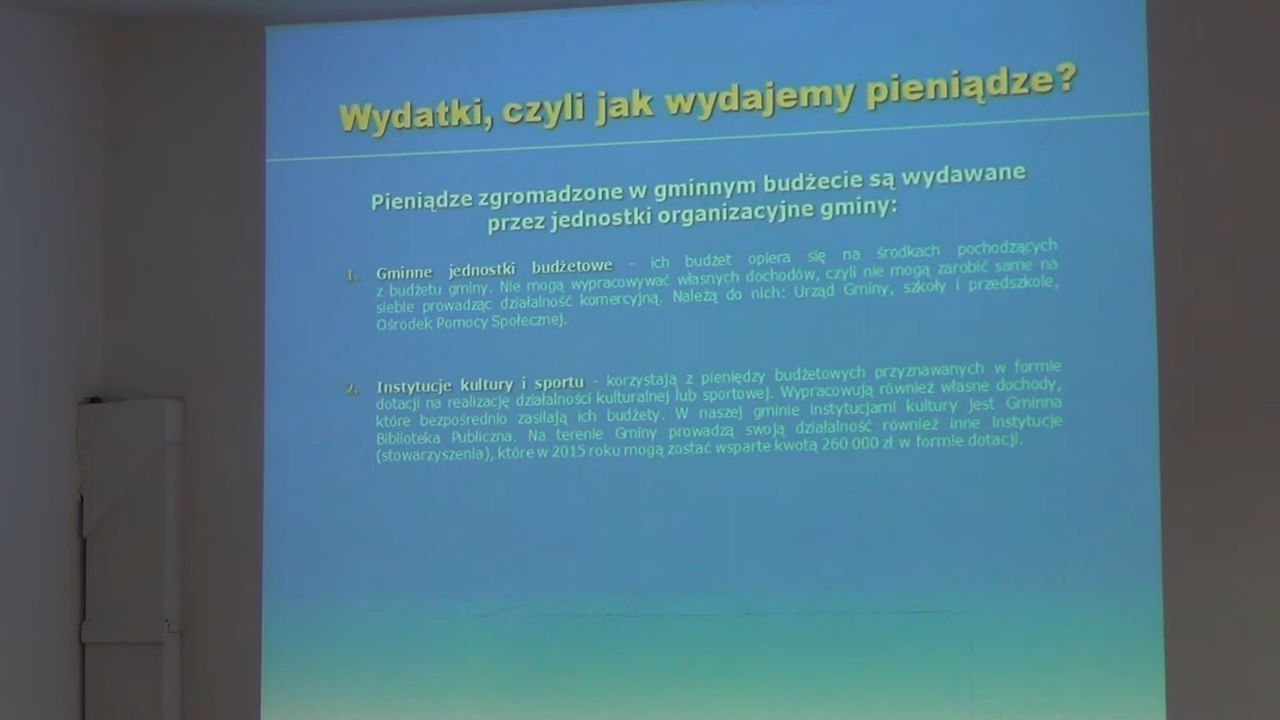 Wydatki, czyli jak wydajemy pieniądze?
Pieniądze zgromadzone w gminnym budżecie są wydawane
przez jednostki organizacyjne gminy:
1. Gminne jednostki budżetowe - ich budżet opiera się na środkach pochodzących
z budżetu gminy. Nie mogą wypracowywać własnych dochodów, czyli nie mogą zarobić same na
siebie prowadząc działalność komercyjną. Należą do nich: Urząd Gminy, szkoły i przedszkole,
Ośrodek Pomocy Społecznej.
2. Instytucje kultury i sportu - korzystają z pieniędzy budżetowych przyznawanych w formie
dotacji na realizację działalności kulturalnej lub sportowej. Wypracowują również własne dochody,
które bezpośrednio zasilają ich budżety. W naszej gminie instytucjami kultury jest Gminna
Biblioteka Publiczna. Na terenie Gminy prowadzą swoją działalność również inne instytucje
(stowarzyszenia), które w 2015 roku mogą zostać wsparte kwotą 260 000 zł w formie dotacji.